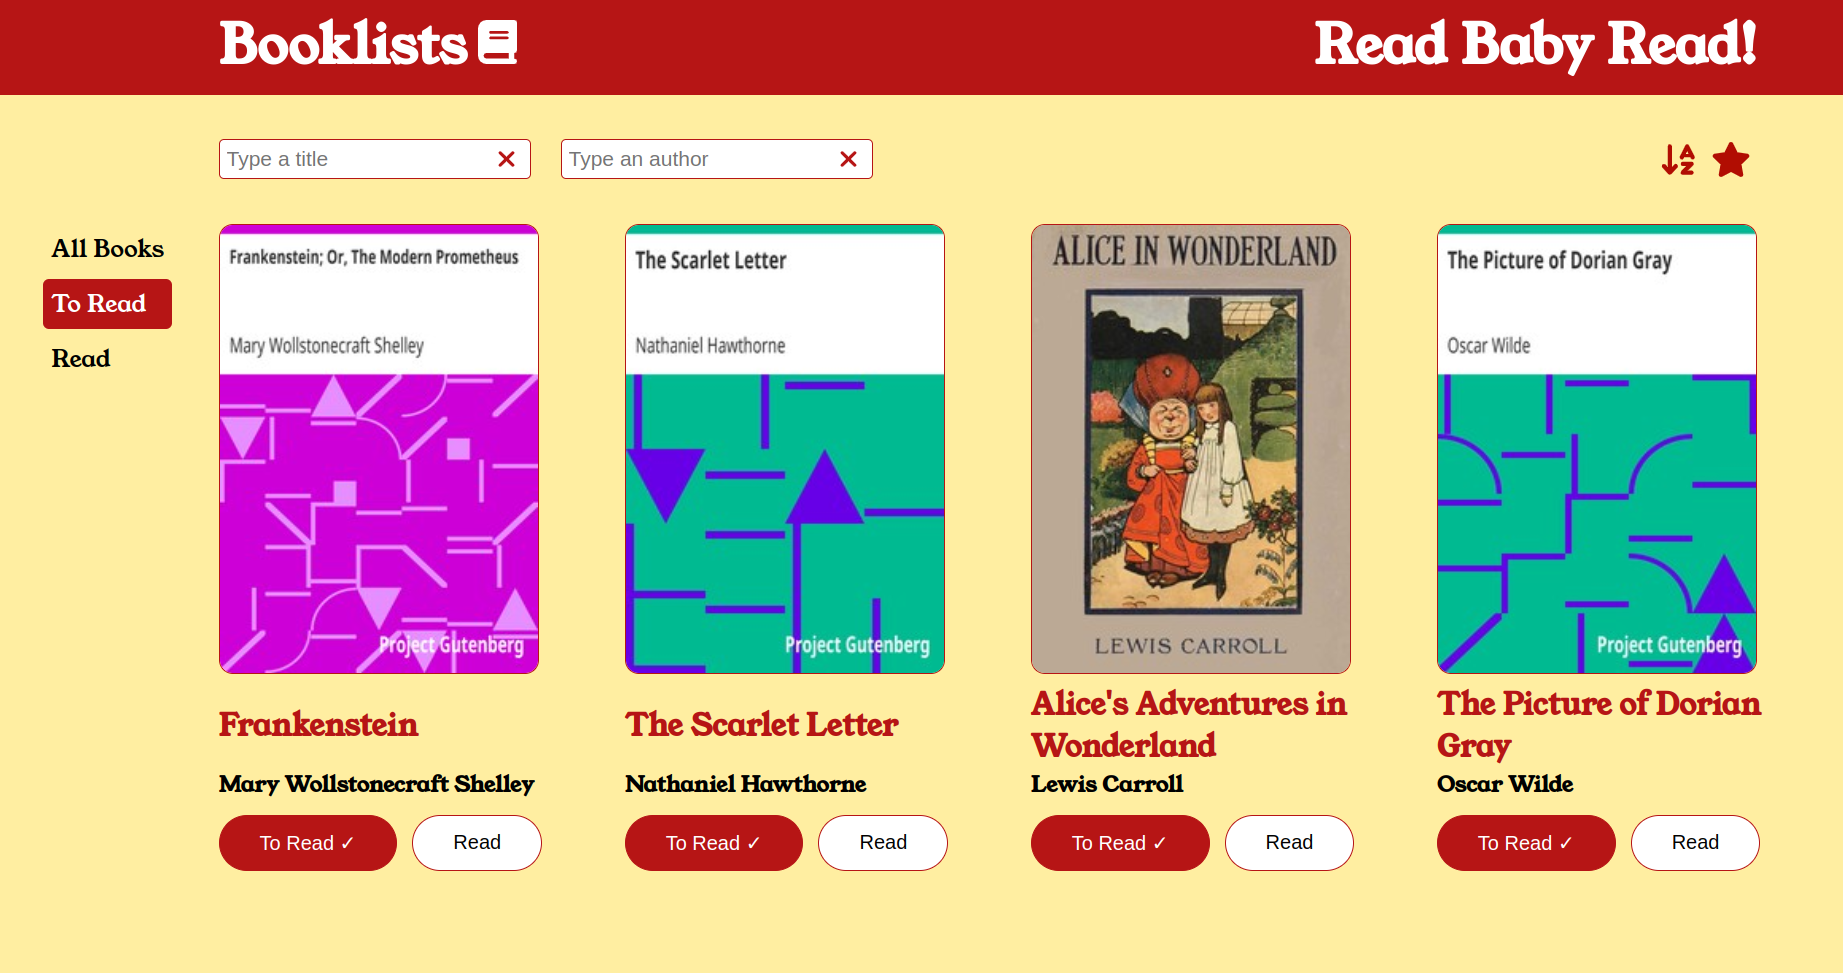 Booklists
Read Baby Read!
Type a title
Type an author
A
Z
All Books
To Read
Read
Frankenstein; Or, The Modern Prometheus
Mary Wollstonecraft Shelley
Project Gutenberg
Frankenstein
Mary Wollstonecraft Shelley
To Read ✓
Read
The Scarlet Letter
Nathaniel Hawthorne
Project Gutenberg
The Scarlet Letter
Nathaniel Hawthorne
To Read ✓
Read
ALICE IN WONDERLAND
LEWIS CARROLL
Alice's Adventures in
Wonderland
Lewis Carroll
To Read ✓
Read
The Picture of Dorian Gray
Oscar Wilde
Project Gutenberg
The Picture of Dorian
Gray
Oscar Wilde
To Read ✓
Read